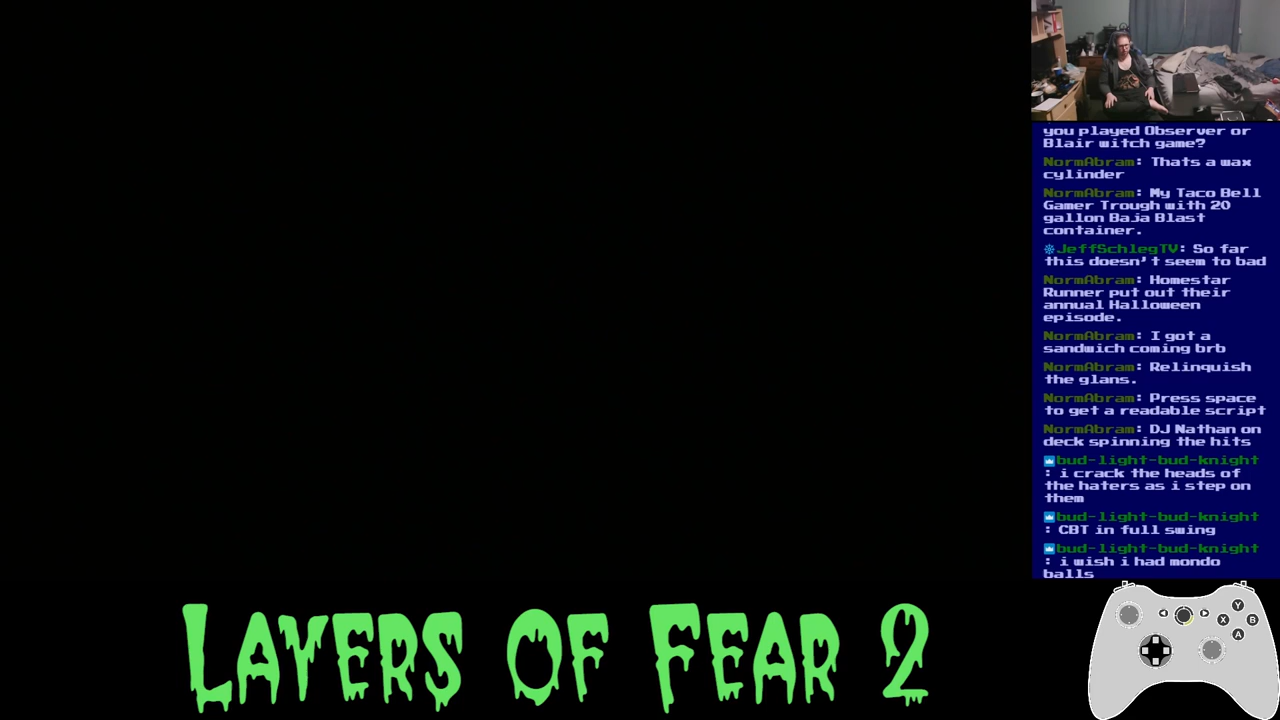 you played Observer or
Blair witch game?
NormAbram: Thats a wax
cylinder
NormAbram: My Taco Bell
Gamer Trough with 20
gallon Baja Blast
container.
JeffSchlegTV: So far
this doesn't seem to bad
NormAbram: Homestar
Runner put out their
annual Halloween
episode.
NormAbram: I got a
sandwich coming brb
NormAbram: Relinquish
the glans.
NormAbram: Press space
to get a readable script
NormAbram: DJ Nathan on
deck spinning the hits
bud-light-bud-knight
: i crack the heads of
the haters as i step on
them
bud-light-bud-knight
: CBT in full swing
bud-light-bud-knight
: i wish i had mondo
balls
LAYERS OF FEAR 2
Y
X B
A